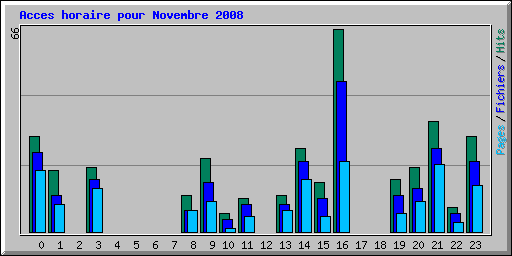 Acces horaire pour Novembre 2008
66
Pages / Fichiers / Hits
0 1 2 3 4 5 6 7 8 9 10 11 12 13 14 15 16 17 18 19 20 21 22 23